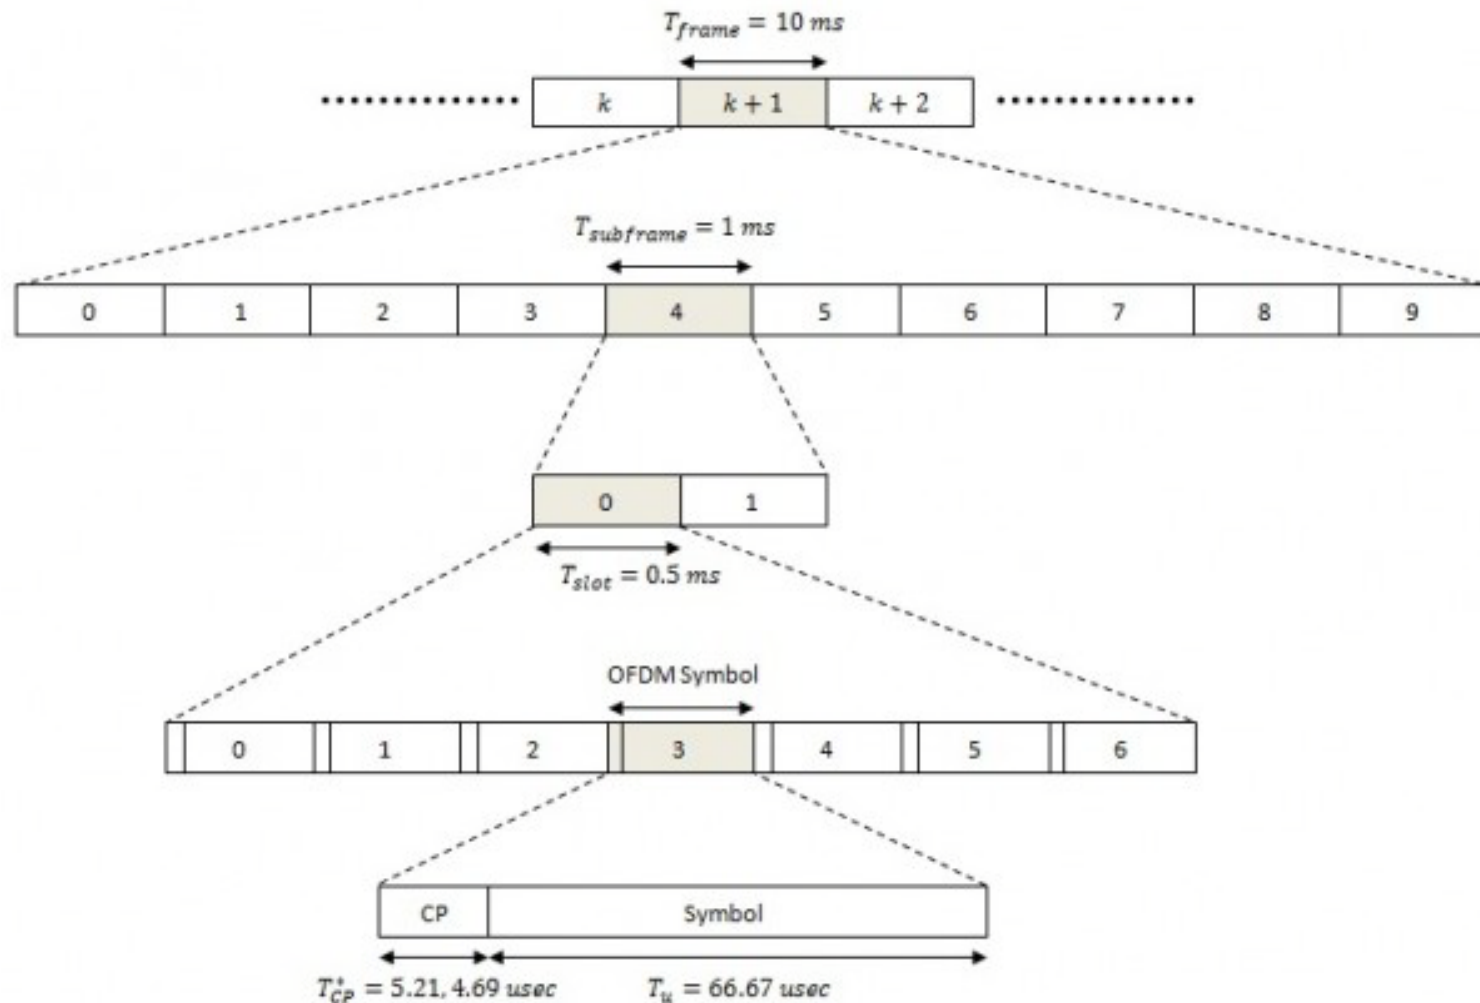 T_frame = 10 ms
k k + 1 k + 2
T_subframe = 1 ms
0 1 2 3 4 5 6 7 8 9
0 1
T_slot = 0.5 ms
OFDM Symbol
0 1 2 3 4 5 6
CP Symbol
T*_CP = 5.21, 4.69 usec T_u = 66.67 usec